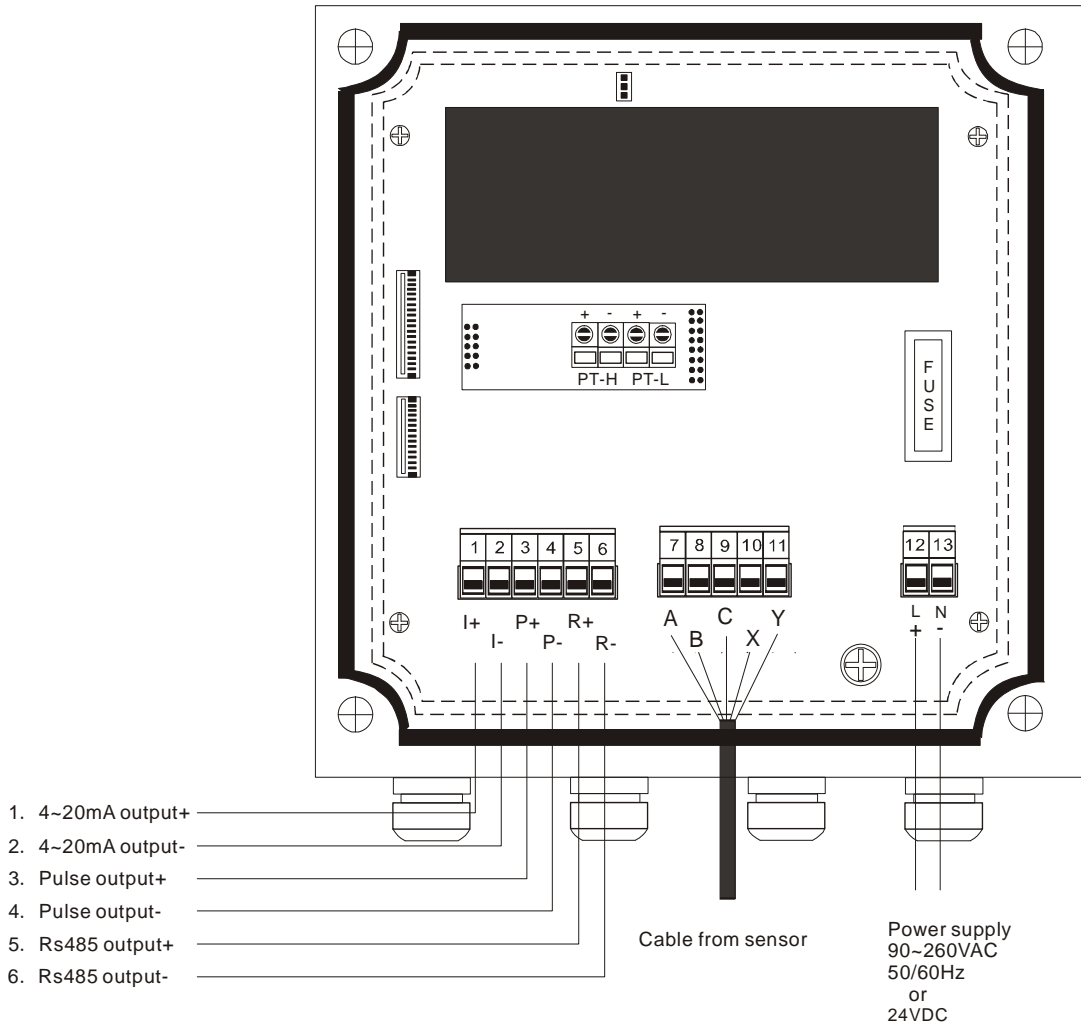 + - + -
PT-H PT-L
F
U
S
E
1 2 3 4 5 6
7 8 9 10 11
12 13
I+ P+ R+
I- P- R-
A C Y
B X
L N
+ -
1. 4~20mA output+
2. 4~20mA output-
3. Pulse output+
4. Pulse output-
5. Rs485 output+
6. Rs485 output-
Cable from sensor
Power supply
90~260VAC
50/60Hz
or
24VDC